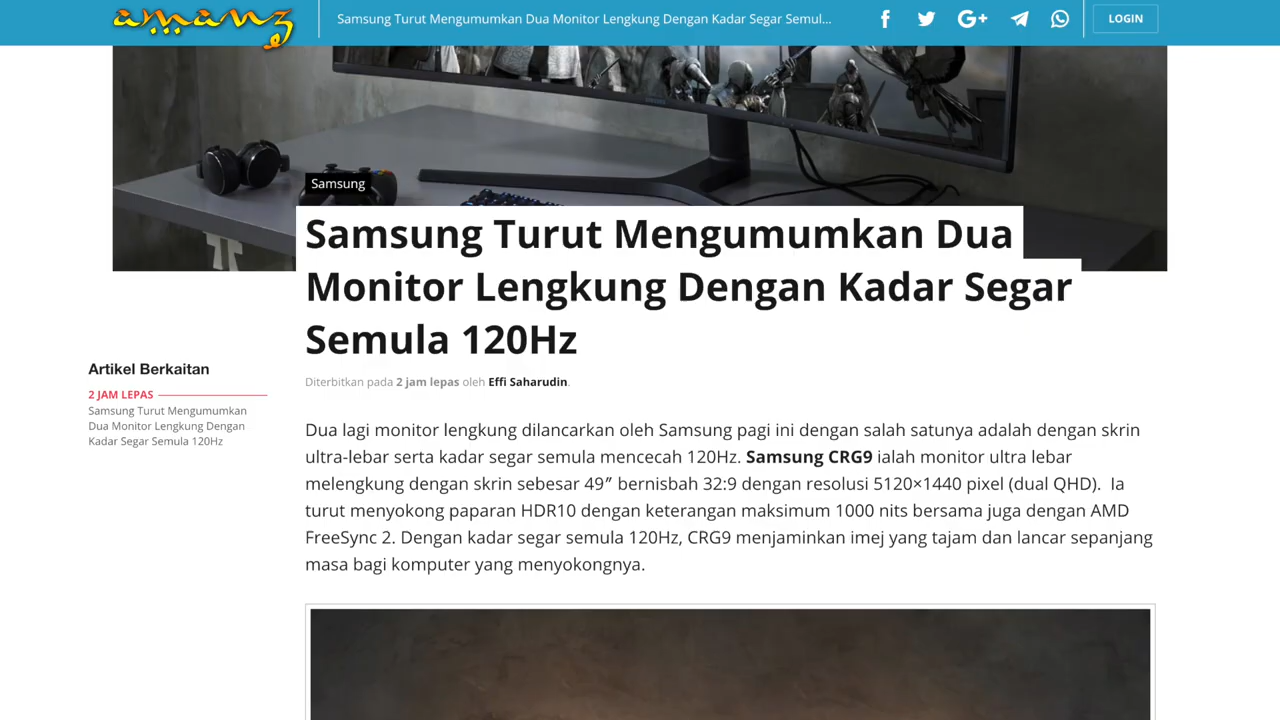 amanz
Samsung Turut Mengumumkan Dua Monitor Lengkung Dengan Kadar Segar Semul...
LOGIN
Samsung
Samsung Turut Mengumumkan Dua
Monitor Lengkung Dengan Kadar Segar
Semula 120Hz
Diterbitkan pada 2 jam lepas oleh Effi Saharudin.
Artikel Berkaitan
2 JAM LEPAS
Samsung Turut Mengumumkan
Dua Monitor Lengkung Dengan
Kadar Segar Semula 120Hz
Dua lagi monitor lengkung dilancarkan oleh Samsung pagi ini dengan salah satunya adalah dengan skrin
ultra-lebar serta kadar segar semula mencecah 120Hz. Samsung CRG9 ialah monitor ultra lebar
melengkung dengan skrin sebesar 49″ bernisbah 32:9 dengan resolusi 5120×1440 pixel (dual QHD). Ia
turut menyokong paparan HDR10 dengan keterangan maksimum 1000 nits bersama juga dengan AMD
FreeSync 2. Dengan kadar segar semula 120Hz, CRG9 menjaminkan imej yang tajam dan lancar sepanjang
masa bagi komputer yang menyokongnya.